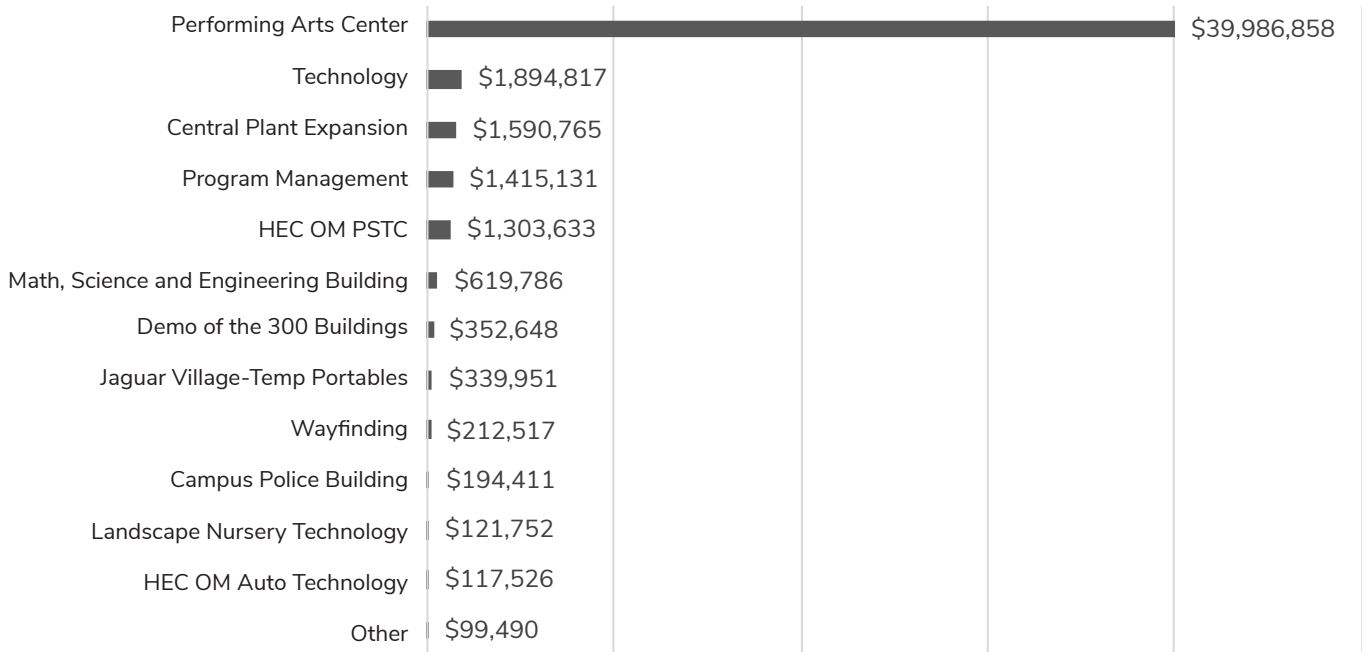 Performing Arts Center $39,986,858
Technology $1,894,817
Central Plant Expansion $1,590,765
Program Management $1,415,131
HEC OM PSTC $1,303,633
Math, Science and Engineering Building $619,786
Demo of the 300 Buildings $352,648
Jaguar Village-Temp Portables $339,951
Wayfinding $212,517
Campus Police Building $194,411
Landscape Nursery Technology $121,752
HEC OM Auto Technology $117,526
Other $99,490